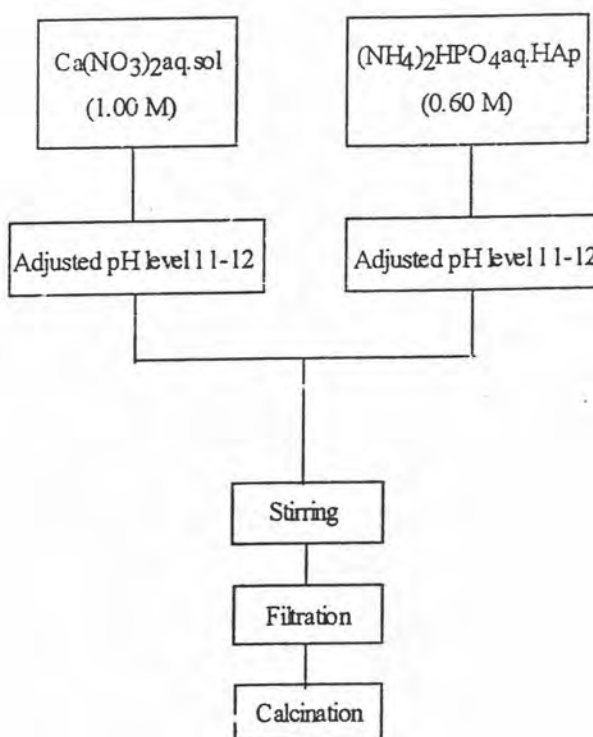 Ca(NO3)2aq.sol
(1.00 M)
(NH4)2HPO4aq.HAp
(0.60 M)
Adjusted pH level 11-12
Adjusted pH level 11-12
Stirring
Filtration
Calcination